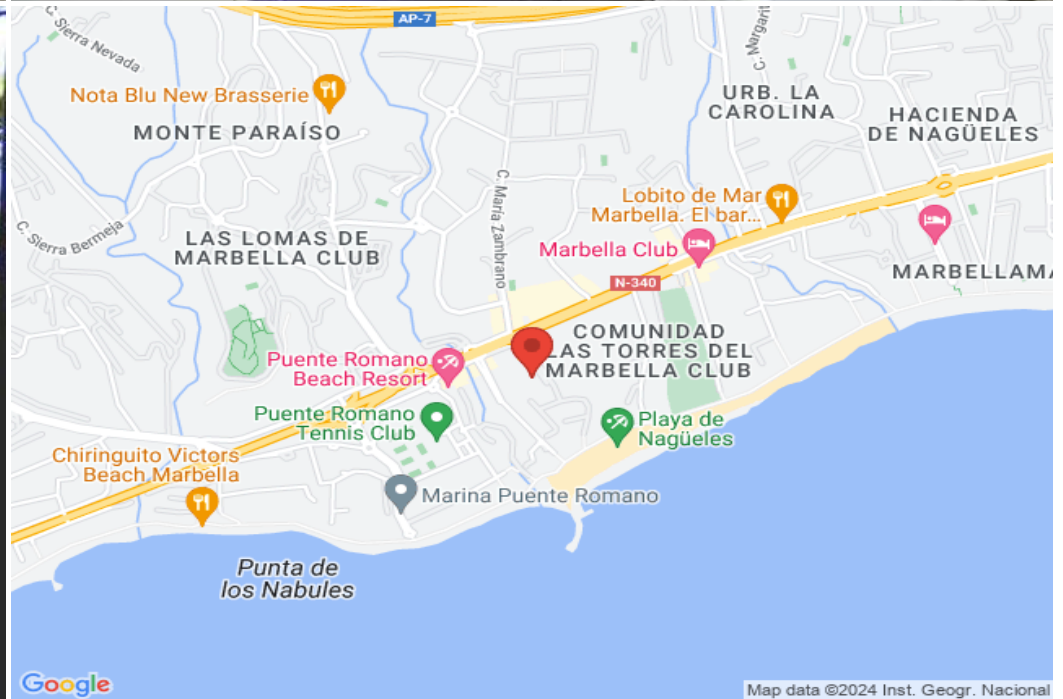 AP-7
C. Sierra Nevada
C. Margarit
Nota Blu New Brasserie
MONTE PARAÍSO
URB. LA
CAROLINA
HACIENDA
DE NAGÜELES
C. María Zambrano
Lobito de Mar
Marbella. El bar...
C. Sierra Bermeja
LAS LOMAS DE
MARBELLA CLUB
Marbella Club
MARBELLAMA
N-340
COMUNIDAD
LAS TORRES DEL
MARBELLA CLUB
Puente Romano
Beach Resort
Puente Romano
Tennis Club
Playa de
Nagüeles
Chiringuito Victors
Beach Marbella
Marina Puente Romano
Punta de
los Nabules
Google
Map data ©2024 Inst. Geogr. Nacional